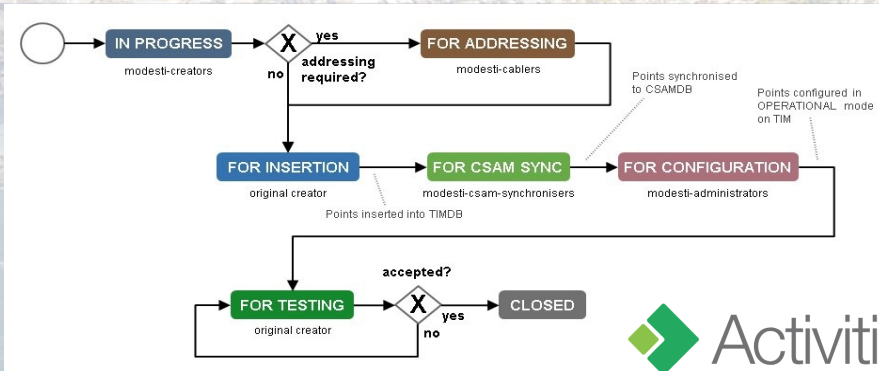 IN PROGRESS
modesti-creators
X
yes
no
addressing
required?
FOR ADDRESSING
modesti-cablers
Points synchronised
to CSAMDB
Points configured in
OPERATIONAL mode
on TIM
FOR INSERTION
original creator
FOR CSAM SYNC
modesti-csam-synchronisers
FOR CONFIGURATION
modesti-administrators
Points inserted into TIMDB
accepted?
FOR TESTING
original creator
X
yes
no
CLOSED
Activiti